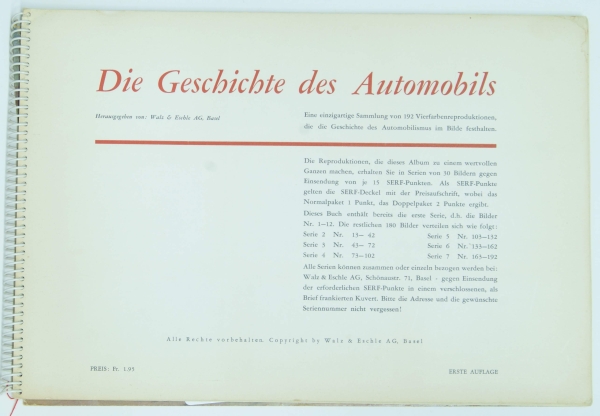 Die Geschichte des Automobils
Herausgegeben von: Walz & Eschle AG, Basel
Eine einzigartige Sammlung von 192 Vierfarbenreproduktionen,
die die Geschichte des Automobilismus im Bilde festhalten.
Die Reproduktionen, die dieses Album zu einem wertvollen
Ganzen machen, erhalten Sie in Serien von 30 Bildern gegen
Einsendung von je 15 SERF-Punkten. Als SERF-Punkte
gelten die SERF-Deckel mit der Preisaufschrift, wobei das
Normalpaket 1 Punkt, das Doppelpaket 2 Punkte ergibt.
Dieses Buch enthält bereits die erste Serie, d.h. die Bilder
Nr. 1—12. Die restlichen 180 Bilder verteilen sich wie folgt:
Serie 2 Nr. 13— 42 Serie 5 Nr. 103—132
Serie 3 Nr. 43— 72 Serie 6 Nr. 133—162
Serie 4 Nr. 73—102 Serie 7 Nr. 163—192
Alle Serien können zusammen oder einzeln bezogen werden bei:
Walz & Eschle AG, Schönaustr. 71, Basel - gegen Einsendung
der erforderlichen SERF-Punkte in einem verschlossenen, als
Brief frankierten Kuvert. Bitte die Adresse und die gewünschte
Seriennummer nicht vergessen!
Alle Rechte vorbehalten. Copyright by Walz & Eschle AG, Basel
PREIS: Fr. 1.95
ERSTE AUFLAGE